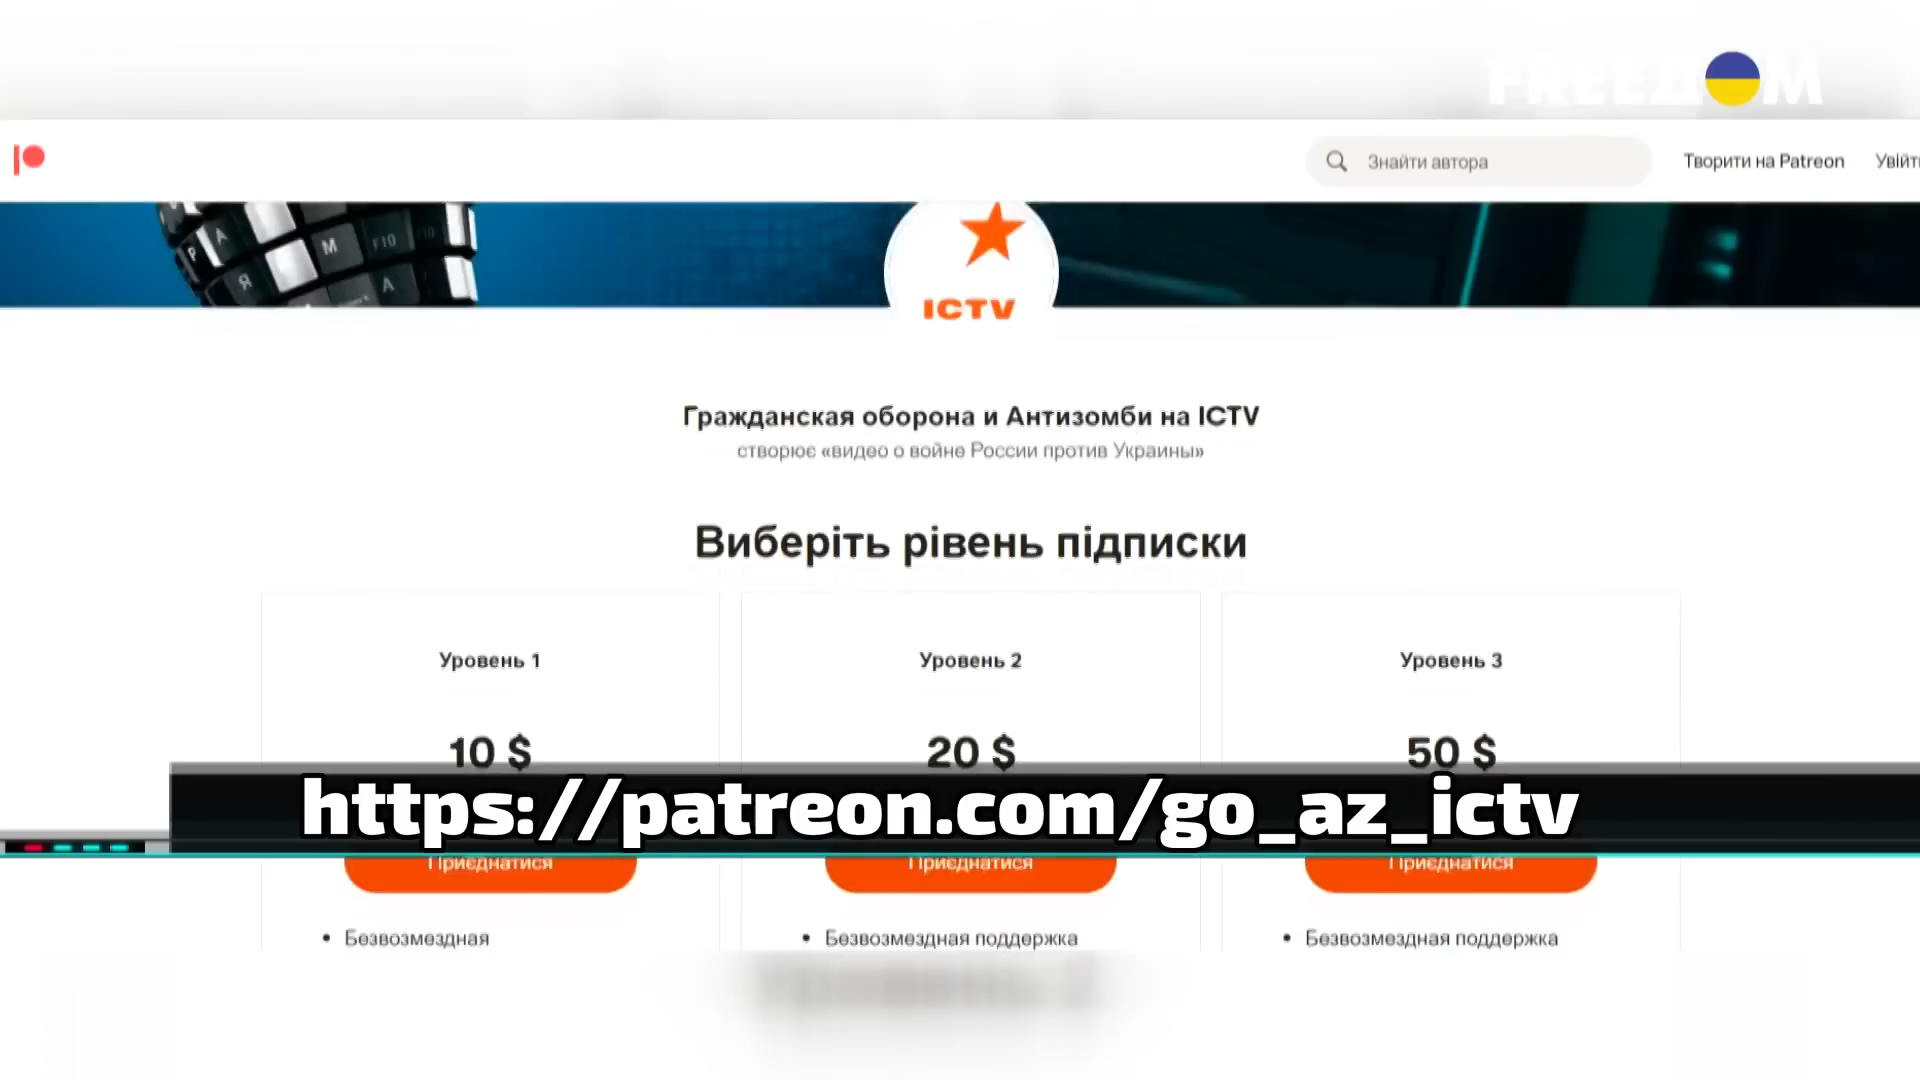 FREEДOM
Знайти автора
Творити на Patreon
ICTV
Гражданская оборона и Антизомби на ICTV
створює «видео о войне России против Украины»
Виберіть рівень підписки
Уровень 1
Уровень 2
Уровень 3
10 $
20 $
50 $
https://patreon.com/go_az_ictv
Приєднатися
Приєднатися
Приєднатися
• Безвозмездная
• Безвозмездная поддержка
• Безвозмездная поддержка